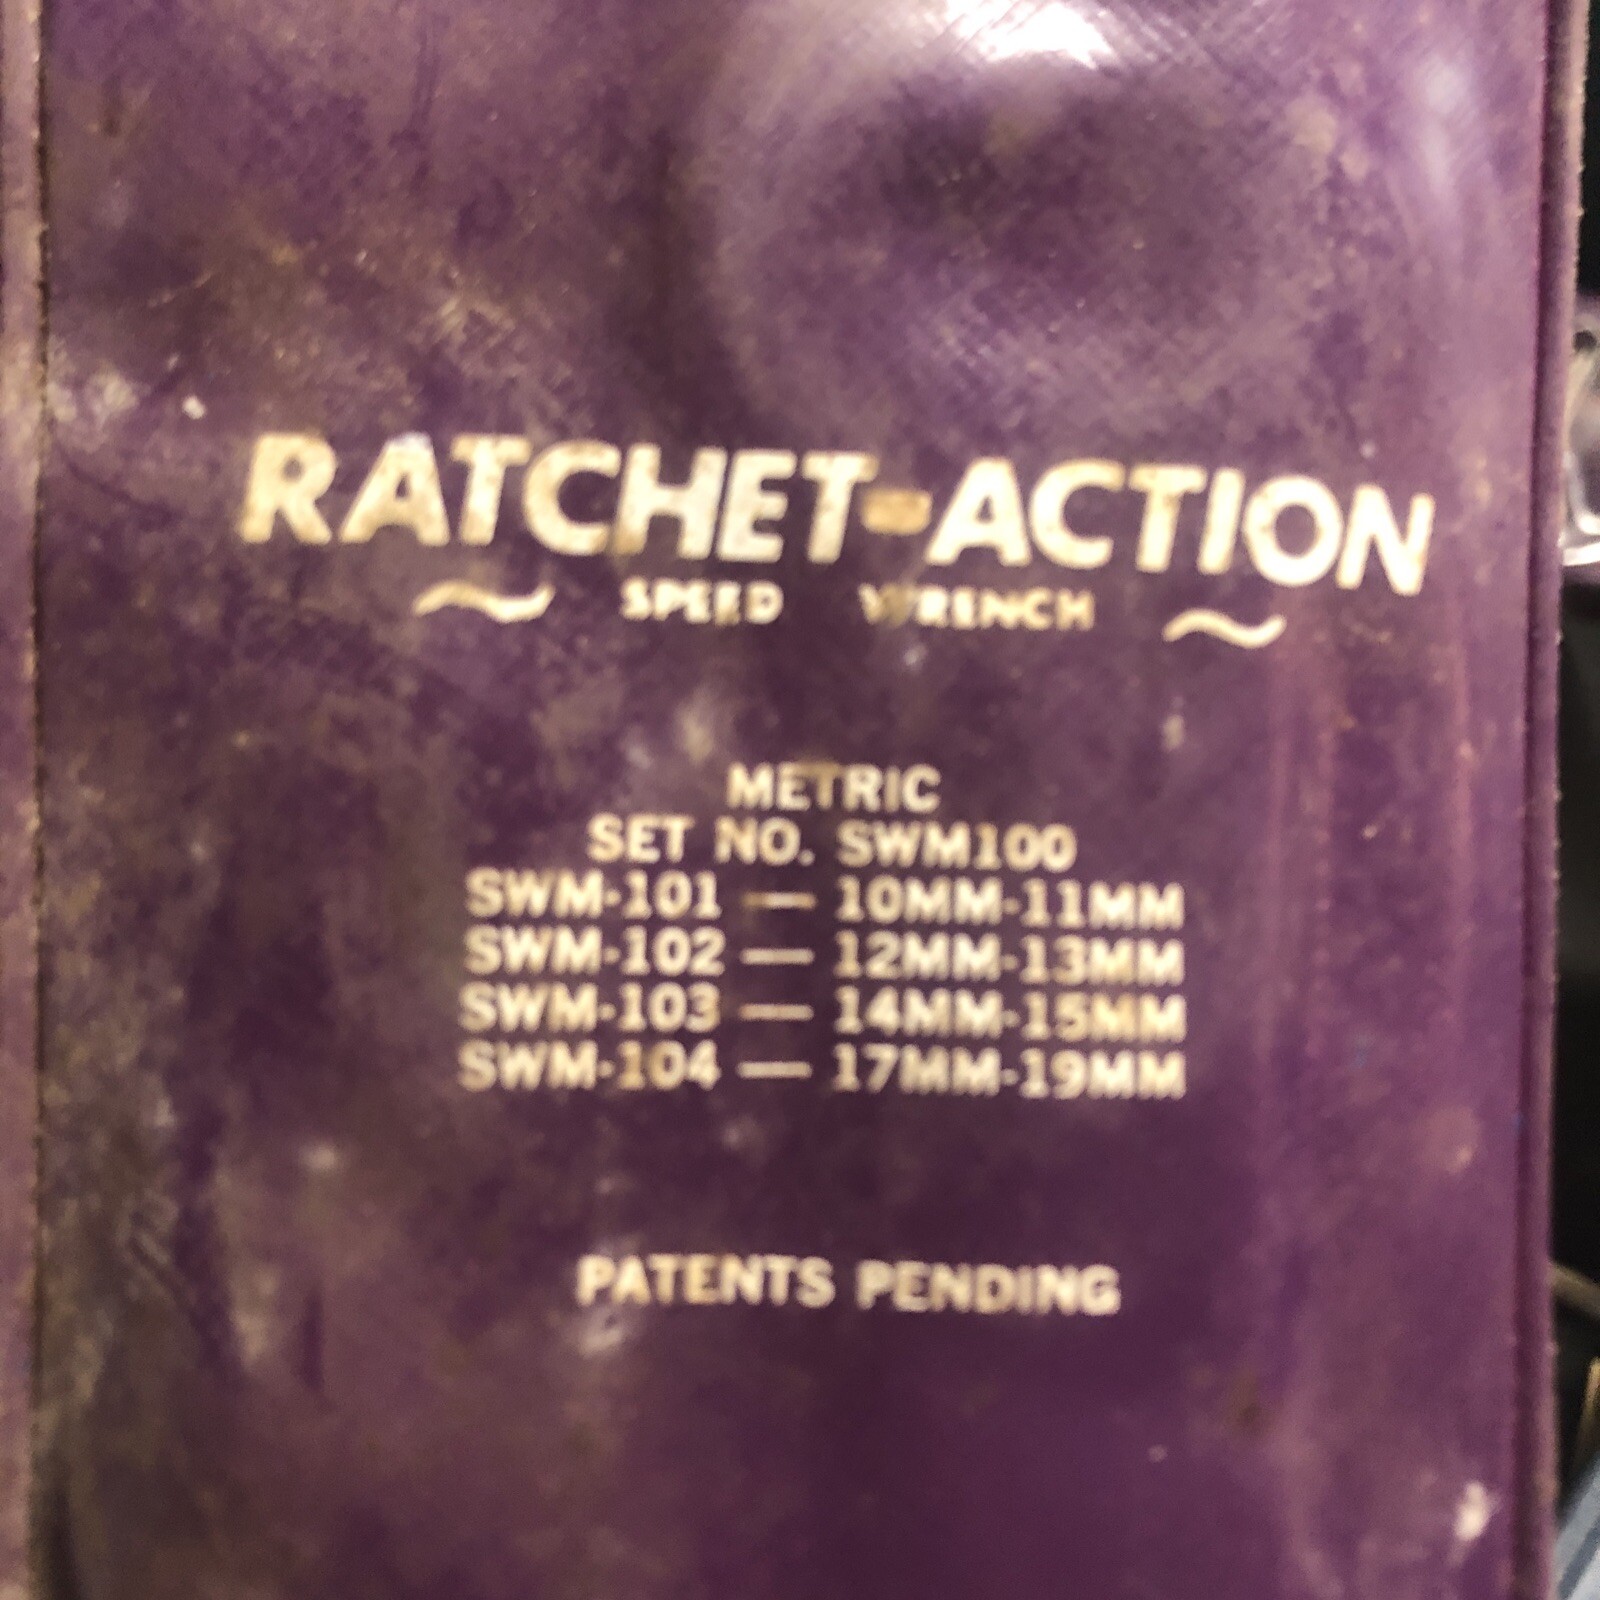 RATCHET-ACTION
~ SPEED WRENCH ~
METRIC
SET NO. SWM100
SWM-101 — 10MM-11MM
SWM-102 — 12MM-13MM
SWM-103 — 14MM-15MM
SWM-104 — 17MM-19MM
PATENTS PENDING